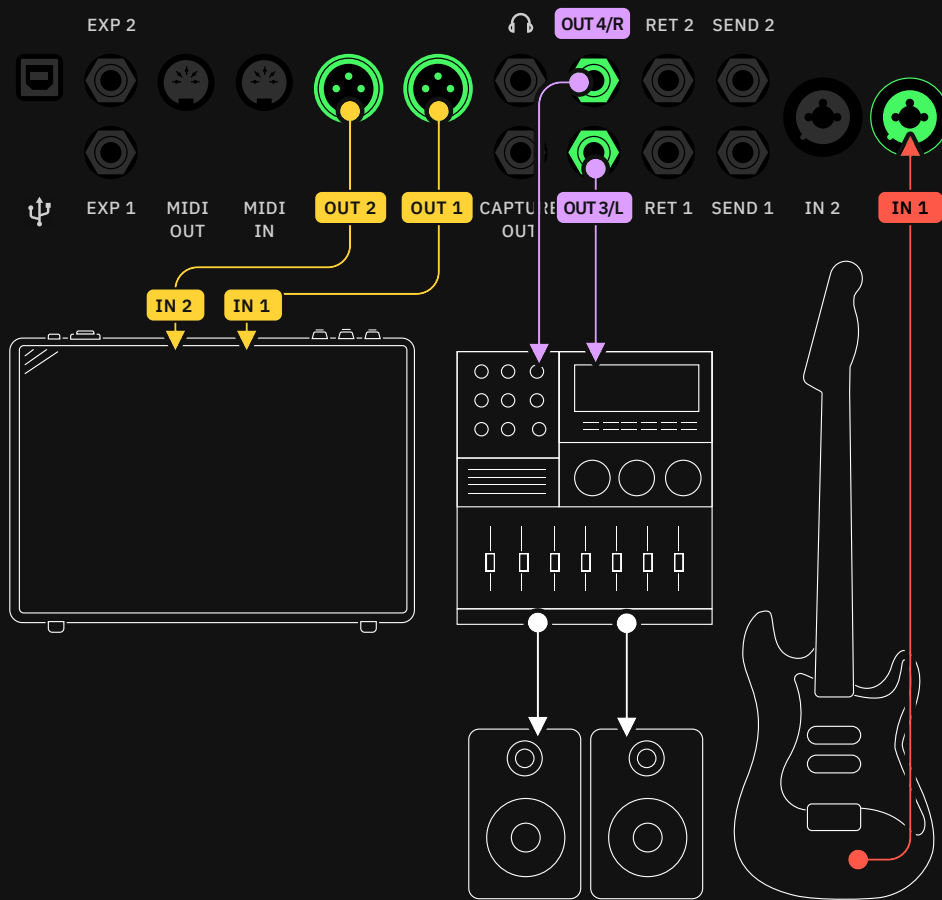 EXP 2
OUT 4/R
RET 2
SEND 2
EXP 1
MIDI
OUT
MIDI
IN
OUT 2
OUT 1
CAPTURE
OUT
OUT 3/L
RET 1
SEND 1
IN 2
IN 1
IN 2
IN 1